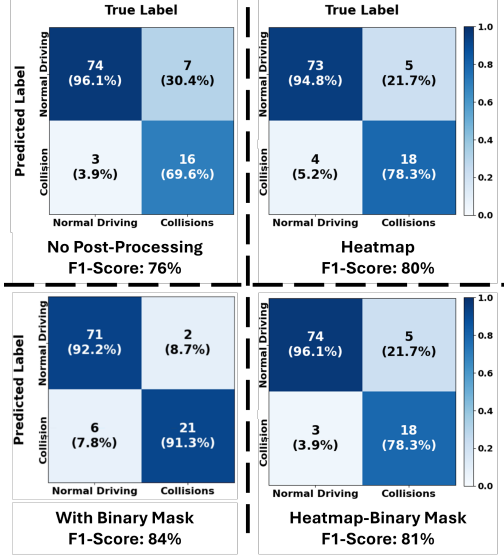 True Label
True Label
Predicted Label
Normal Driving
Collision
74
(96.1%)
7
(30.4%)
3
(3.9%)
16
(69.6%)
Normal Driving
Collisions
No Post-Processing
F1-Score: 76%
Normal Driving
Collision
73
(94.8%)
5
(21.7%)
4
(5.2%)
18
(78.3%)
Normal Driving
Collisions
1.0
0.8
0.6
0.4
0.2
0.0
Heatmap
F1-Score: 80%
Predicted Label
Normal Driving
Collision
71
(92.2%)
2
(8.7%)
6
(7.8%)
21
(91.3%)
Normal Driving
Collisions
With Binary Mask
F1-Score: 84%
Normal Driving
Collision
74
(96.1%)
5
(21.7%)
3
(3.9%)
18
(78.3%)
Normal Driving
Collisions
1.0
0.8
0.6
0.4
0.2
0.0
Heatmap-Binary Mask
F1-Score: 81%